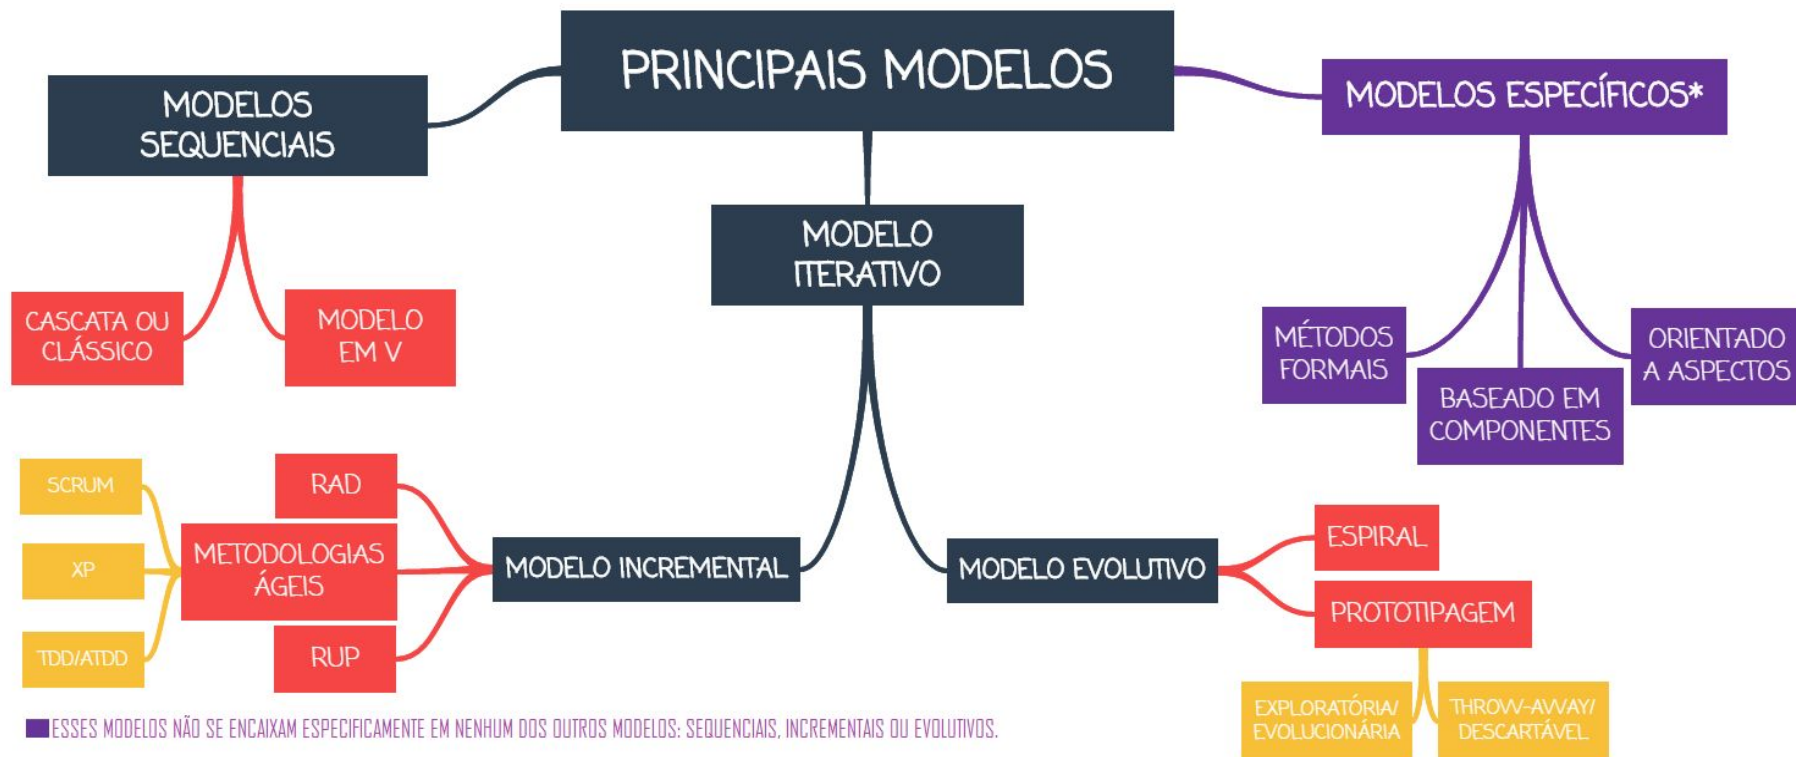 PRINCIPAIS MODELOS
MODELOS
SEQUENCIAIS
MODELOS ESPECÍFICOS*
MODELO
ITERATIVO
CASCATA OU
CLÁSSICO
MODELO
EM V
MÉTODOS
FORMAIS
BASEADO EM
COMPONENTES
ORIENTADO
A ASPECTOS
SCRUM
XP
TDD/ATDD
RAD
METODOLOGIAS
ÁGEIS
RUP
MODELO INCREMENTAL
MODELO EVOLUTIVO
ESPIRAL
PROTOTIPAGEM
EXPLORATÓRIA/
EVOLUCIONÁRIA
THROW-AWAY/
DESCARTÁVEL
ESSES MODELOS NÃO SE ENCAIXAM ESPECIFICAMENTE EM NENHUM DOS OUTROS MODELOS: SEQUENCIAIS, INCREMENTAIS OU EVOLUTIVOS.